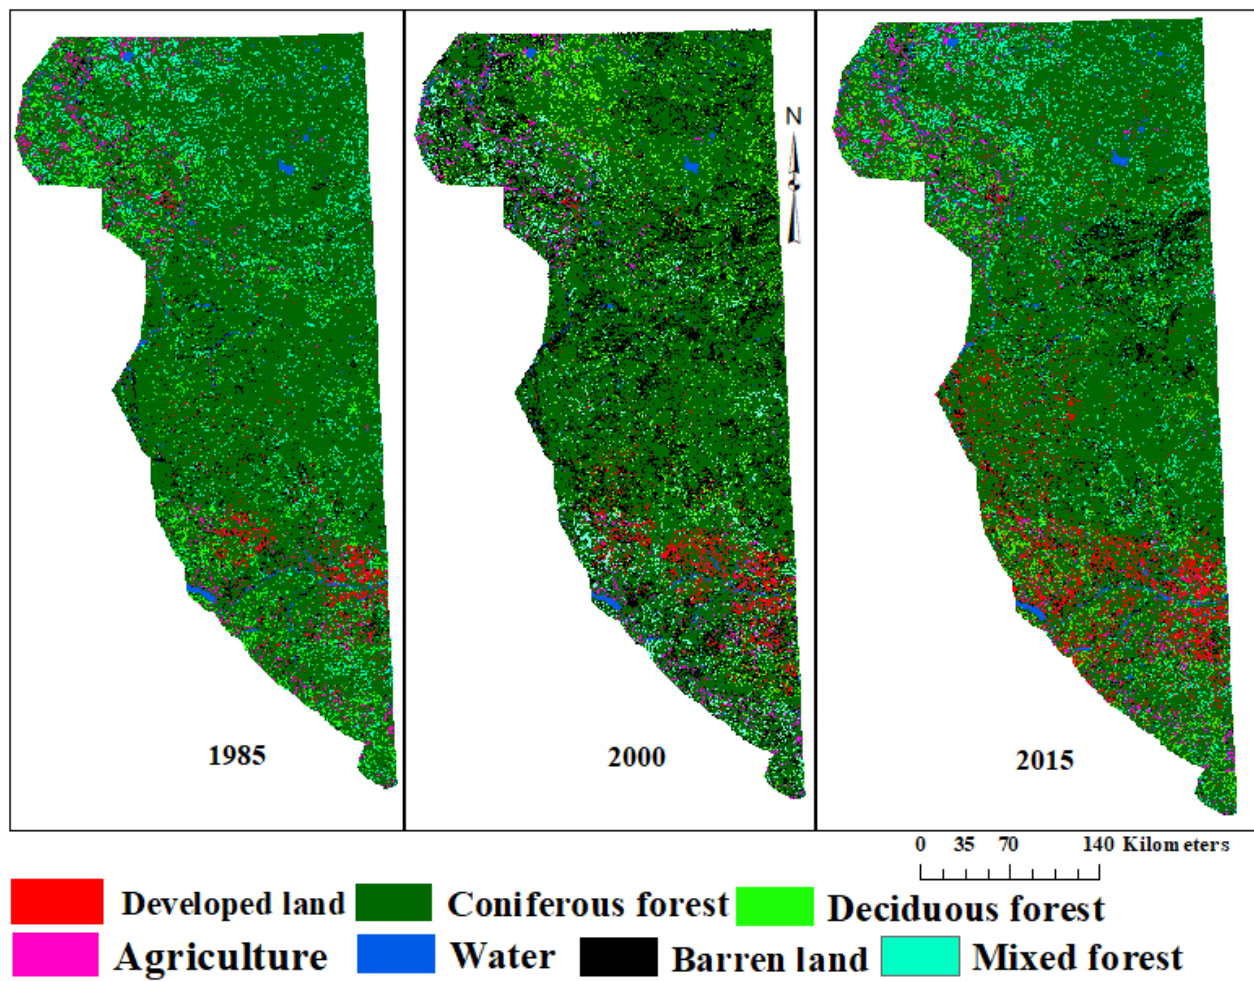 N
1985
2000
2015
0 35 70 140 Kilometers
Developed land Coniferous forest Deciduous forest
Agriculture Water Barren land Mixed forest